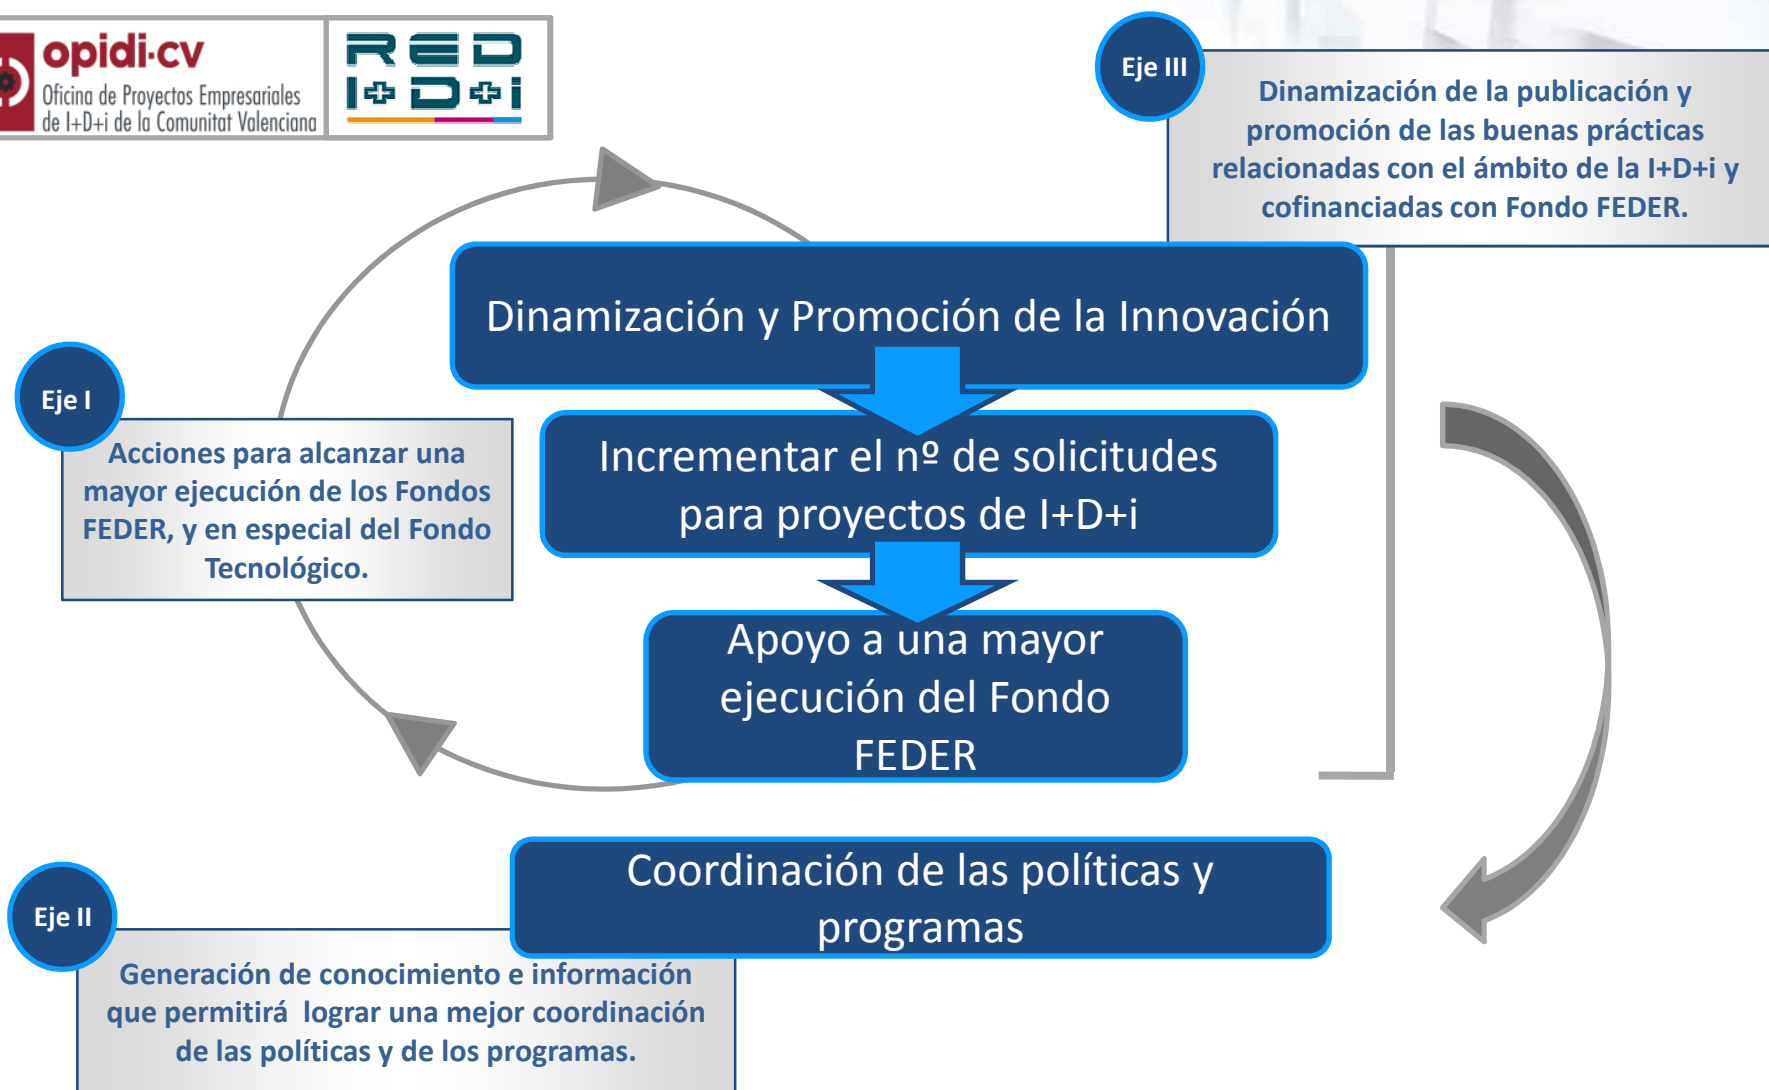 opidi·cv
Oficina de Proyectos Empresariales
de I+D+i de la Comunitat Valenciana
RED
I+D+i
Eje III
Dinamización de la publicación y
promoción de las buenas prácticas
relacionadas con el ámbito de la I+D+i y
cofinanciadas con Fondo FEDER.
Dinamización y Promoción de la Innovación
Eje I
Acciones para alcanzar una
mayor ejecución de los Fondos
FEDER, y en especial del Fondo
Tecnológico.
Incrementar el nº de solicitudes
para proyectos de I+D+i
Apoyo a una mayor
ejecución del Fondo
FEDER
Coordinación de las políticas y
programas
Eje II
Generación de conocimiento e información
que permitirá  lograr una mejor coordinación
de las políticas y de los programas.